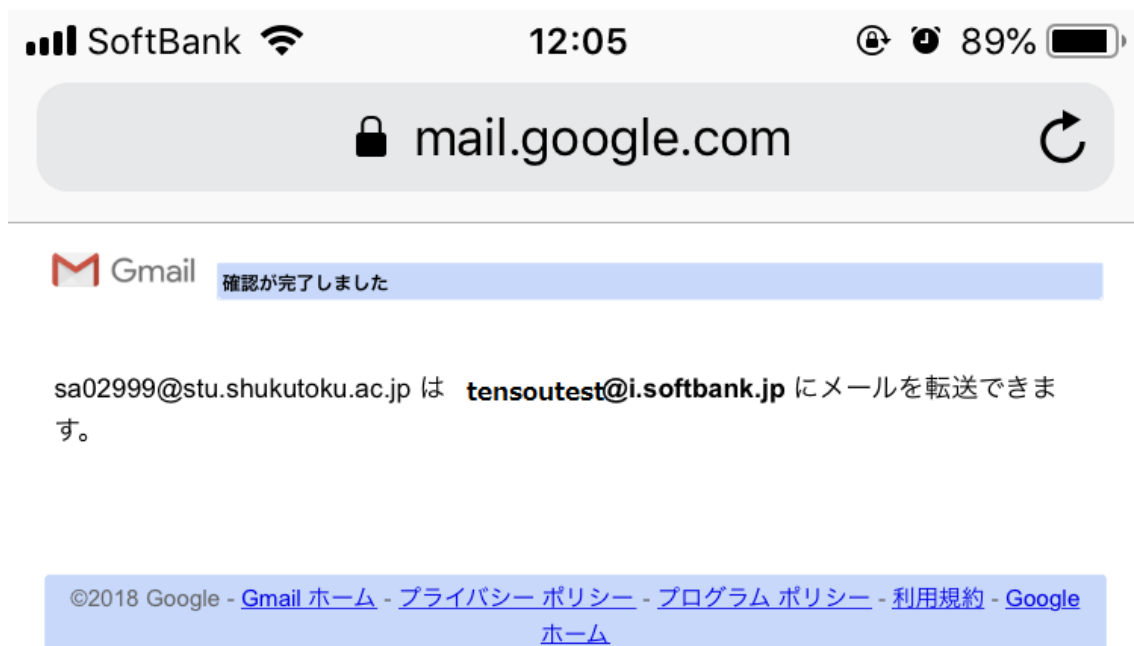 SoftBank 12:05 89%
mail.google.com
Gmail 確認が完了しました
sa02999@stu.shukutoku.ac.jp は tensoutest@i.softbank.jp にメールを転送できま
す。
©2018 Google - Gmail ホーム - プライバシー ポリシー - プログラム ポリシー - 利用規約 - Google
ホーム